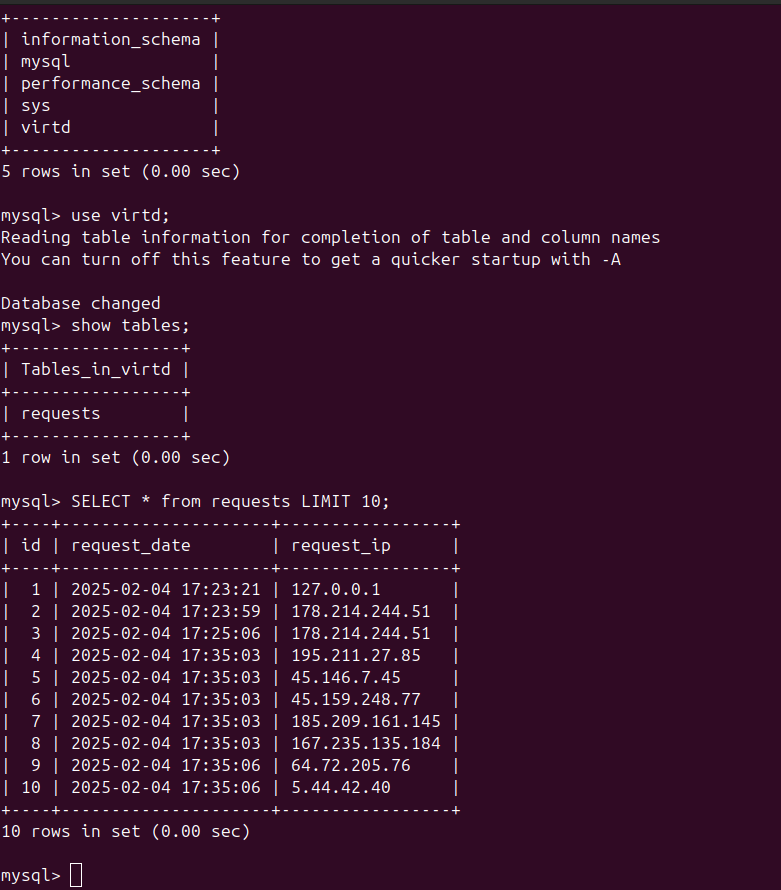 +--------------------+
| information_schema |
| mysql              |
| performance_schema |
| sys                |
| virtd              |
+--------------------+
5 rows in set (0.00 sec)

mysql> use virtd;
Reading table information for completion of table and column names
You can turn off this feature to get a quicker startup with -A

Database changed
mysql> show tables;
+-----------------+
| Tables_in_virtd |
+-----------------+
| requests        |
+-----------------+
1 row in set (0.00 sec)

mysql> SELECT * from requests LIMIT 10;
+----+---------------------+-----------------+
| id | request_date        | request_ip      |
+----+---------------------+-----------------+
|  1 | 2025-02-04 17:23:21 | 127.0.0.1       |
|  2 | 2025-02-04 17:23:59 | 178.214.244.51  |
|  3 | 2025-02-04 17:25:06 | 178.214.244.51  |
|  4 | 2025-02-04 17:35:03 | 195.211.27.85   |
|  5 | 2025-02-04 17:35:03 | 45.146.7.45     |
|  6 | 2025-02-04 17:35:03 | 45.159.248.77   |
|  7 | 2025-02-04 17:35:03 | 185.209.161.145 |
|  8 | 2025-02-04 17:35:03 | 167.235.135.184 |
|  9 | 2025-02-04 17:35:06 | 64.72.205.76    |
| 10 | 2025-02-04 17:35:06 | 5.44.42.40      |
+----+---------------------+-----------------+
10 rows in set (0.00 sec)

mysql>